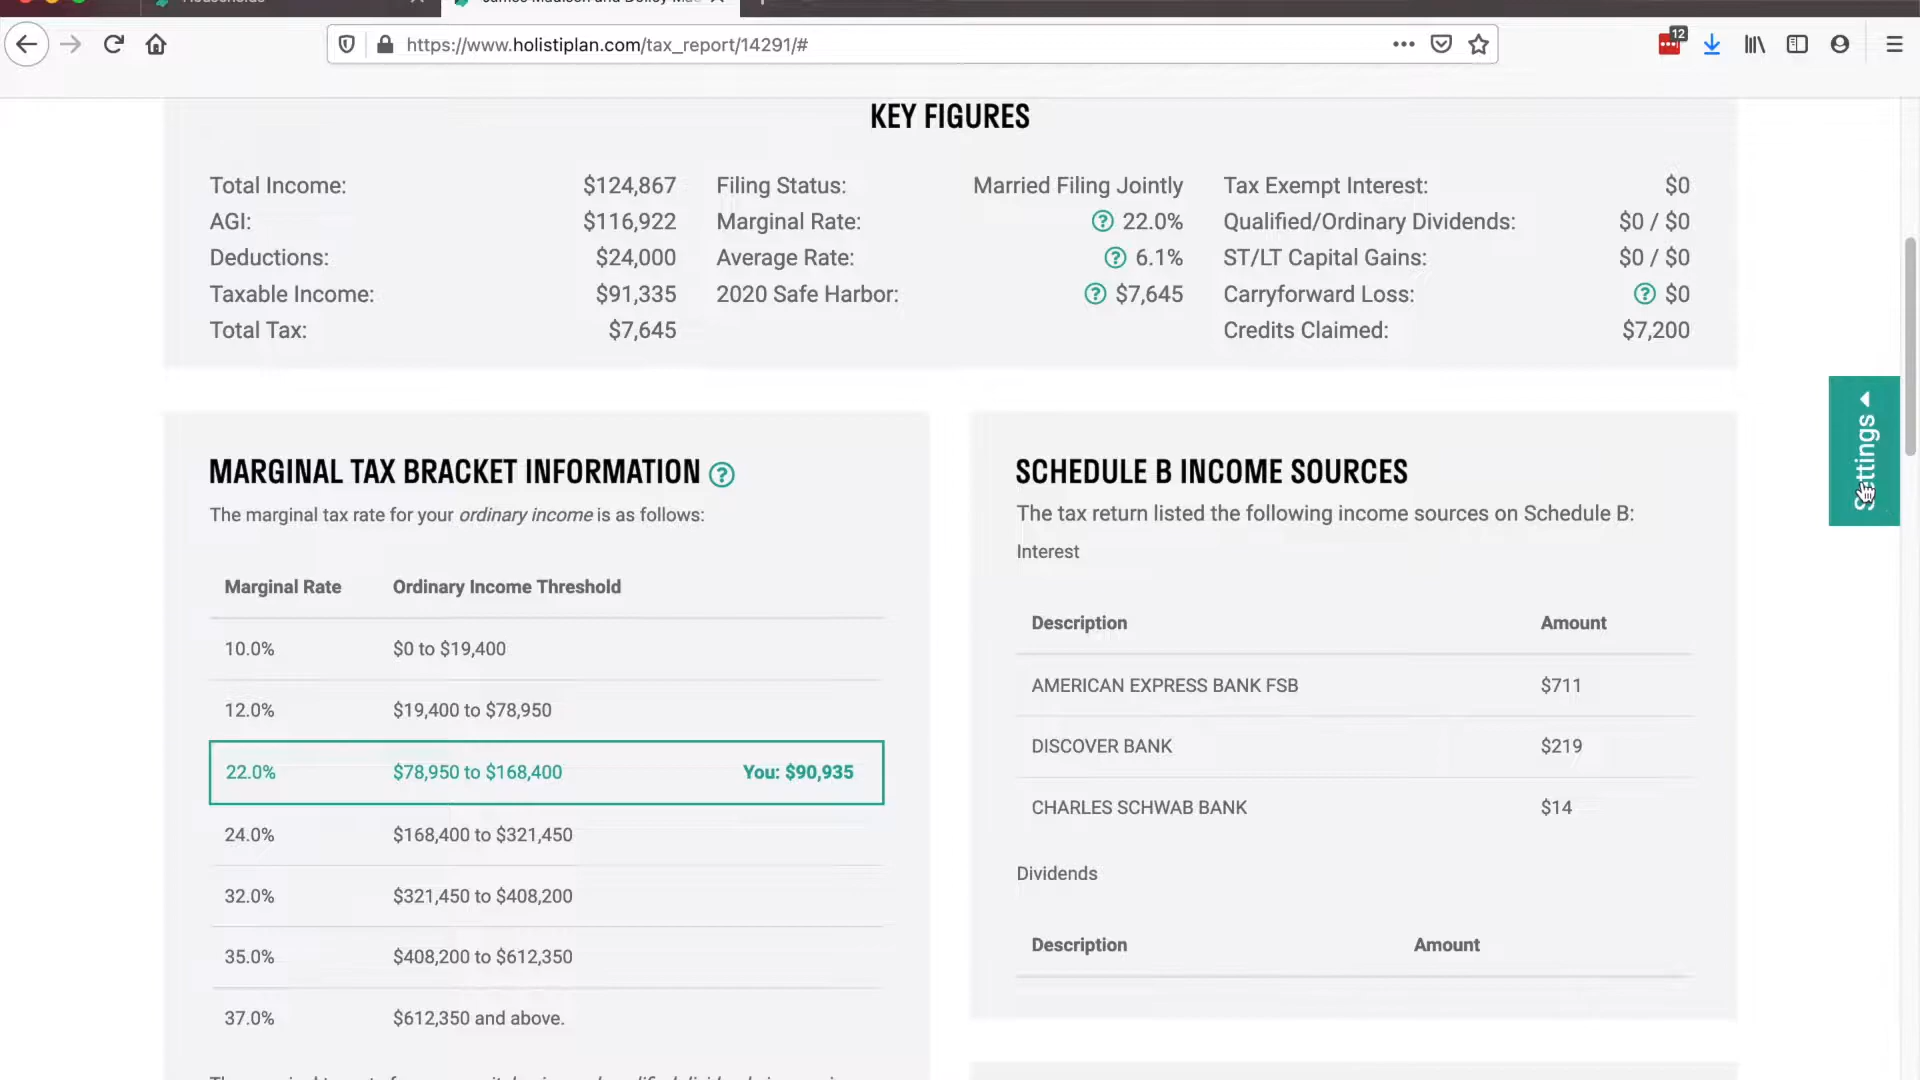 Households
James Madison and Dolley Mad
https://www.holistiplan.com/tax_report/14291/#
12
KEY FIGURES
Total Income: $124,867 Filing Status: Married Filing Jointly Tax Exempt Interest: $0
AGI: $116,922 Marginal Rate: ? 22.0% Qualified/Ordinary Dividends: $0 / $0
Deductions: $24,000 Average Rate: ? 6.1% ST/LT Capital Gains: $0 / $0
Taxable Income: $91,335 2020 Safe Harbor: ? $7,645 Carryforward Loss: ? $0
Total Tax: $7,645 Credits Claimed: $7,200
Settings
MARGINAL TAX BRACKET INFORMATION ?
The marginal tax rate for your ordinary income is as follows:
Marginal Rate Ordinary Income Threshold
10.0% $0 to $19,400
12.0% $19,400 to $78,950
22.0% $78,950 to $168,400 You: $90,935
24.0% $168,400 to $321,450
32.0% $321,450 to $408,200
35.0% $408,200 to $612,350
37.0% $612,350 and above.
SCHEDULE B INCOME SOURCES
The tax return listed the following income sources on Schedule B:
Interest
Description Amount
AMERICAN EXPRESS BANK FSB $711
DISCOVER BANK $219
CHARLES SCHWAB BANK $14
Dividends
Description Amount